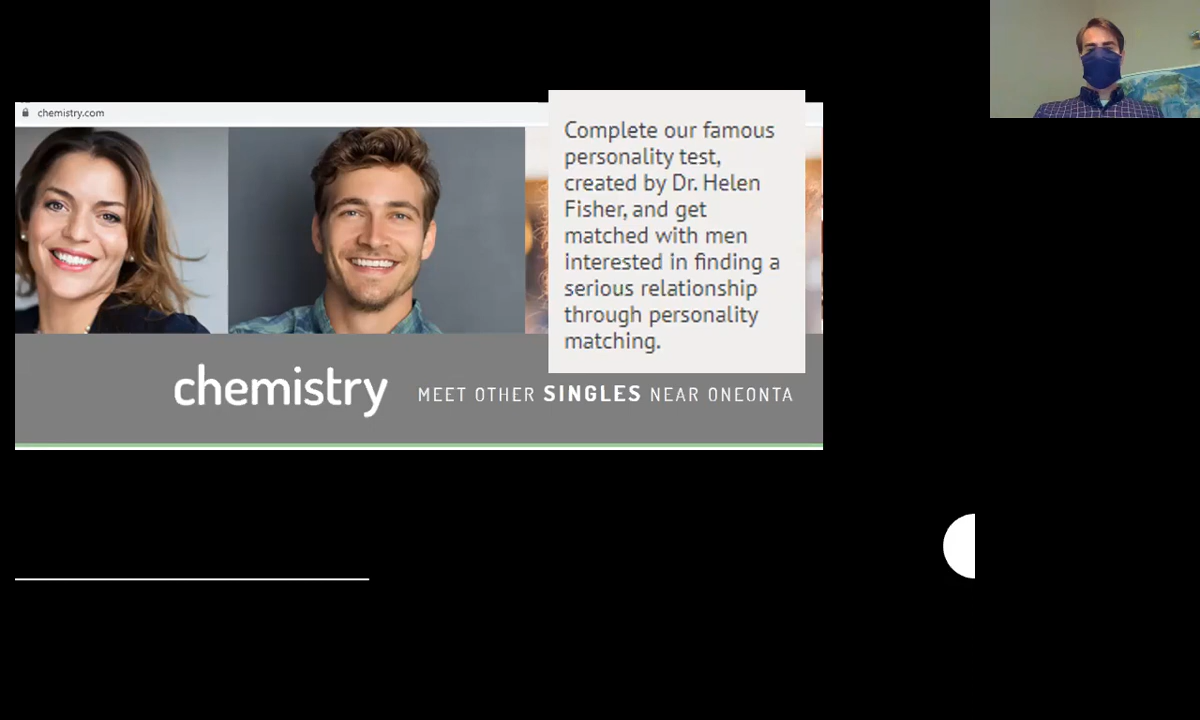 chemistry.com
Complete our famous
personality test,
created by Dr. Helen
Fisher, and get
matched with men
interested in finding a
serious relationship
through personality
matching.
chemistry
MEET OTHER SINGLES NEAR ONEONTA